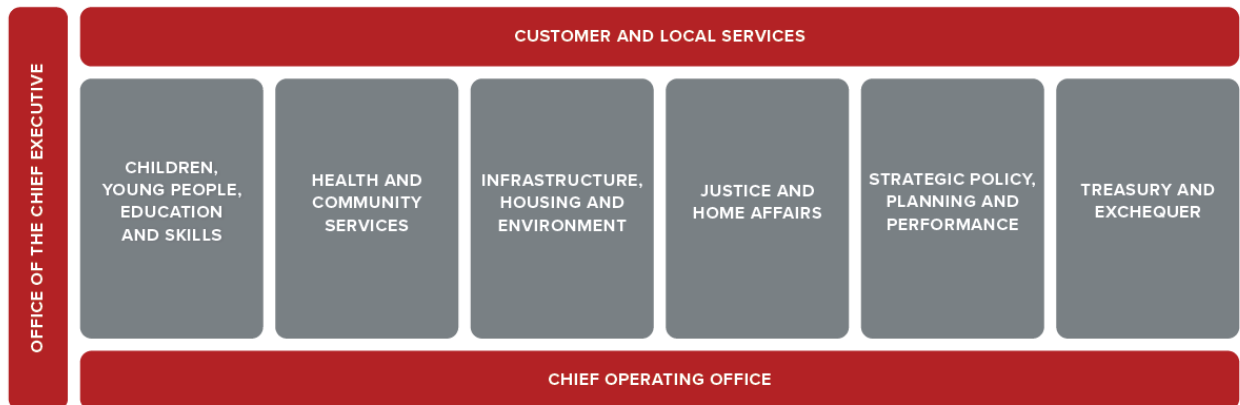 OFFICE OF THE CHIEF EXECUTIVE
CUSTOMER AND LOCAL SERVICES
CHILDREN,
YOUNG PEOPLE,
EDUCATION
AND SKILLS
HEALTH AND
COMMUNITY
SERVICES
INFRASTRUCTURE,
HOUSING AND
ENVIRONMENT
JUSTICE AND
HOME AFFAIRS
STRATEGIC POLICY,
PLANNING AND
PERFORMANCE
TREASURY AND
EXCHEQUER
CHIEF OPERATING OFFICE